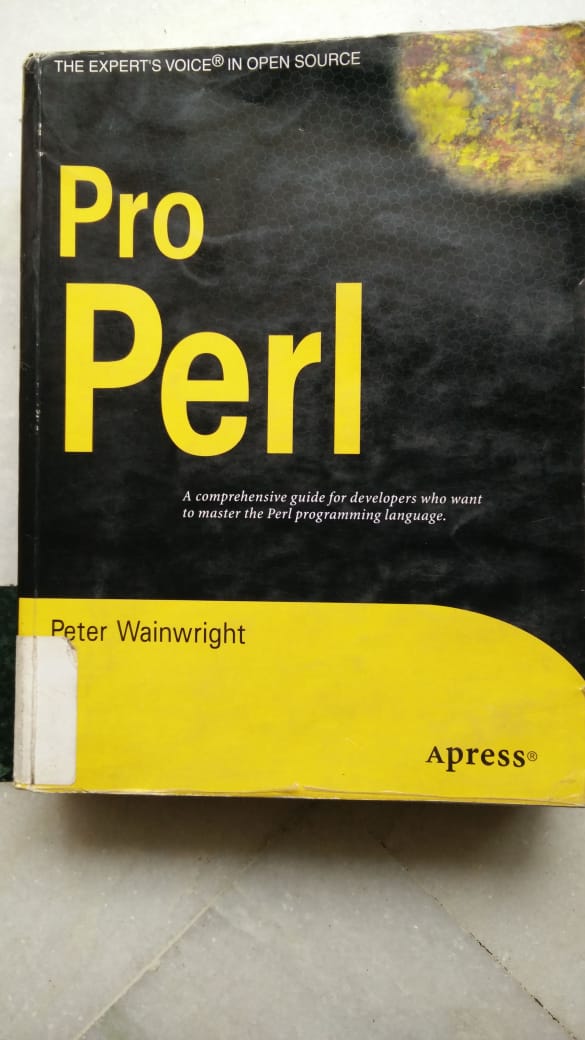 THE EXPERT'S VOICE® IN OPEN SOURCE
Pro
Perl
A comprehensive guide for developers who want
to master the Perl programming language.
Peter Wainwright
Apress®